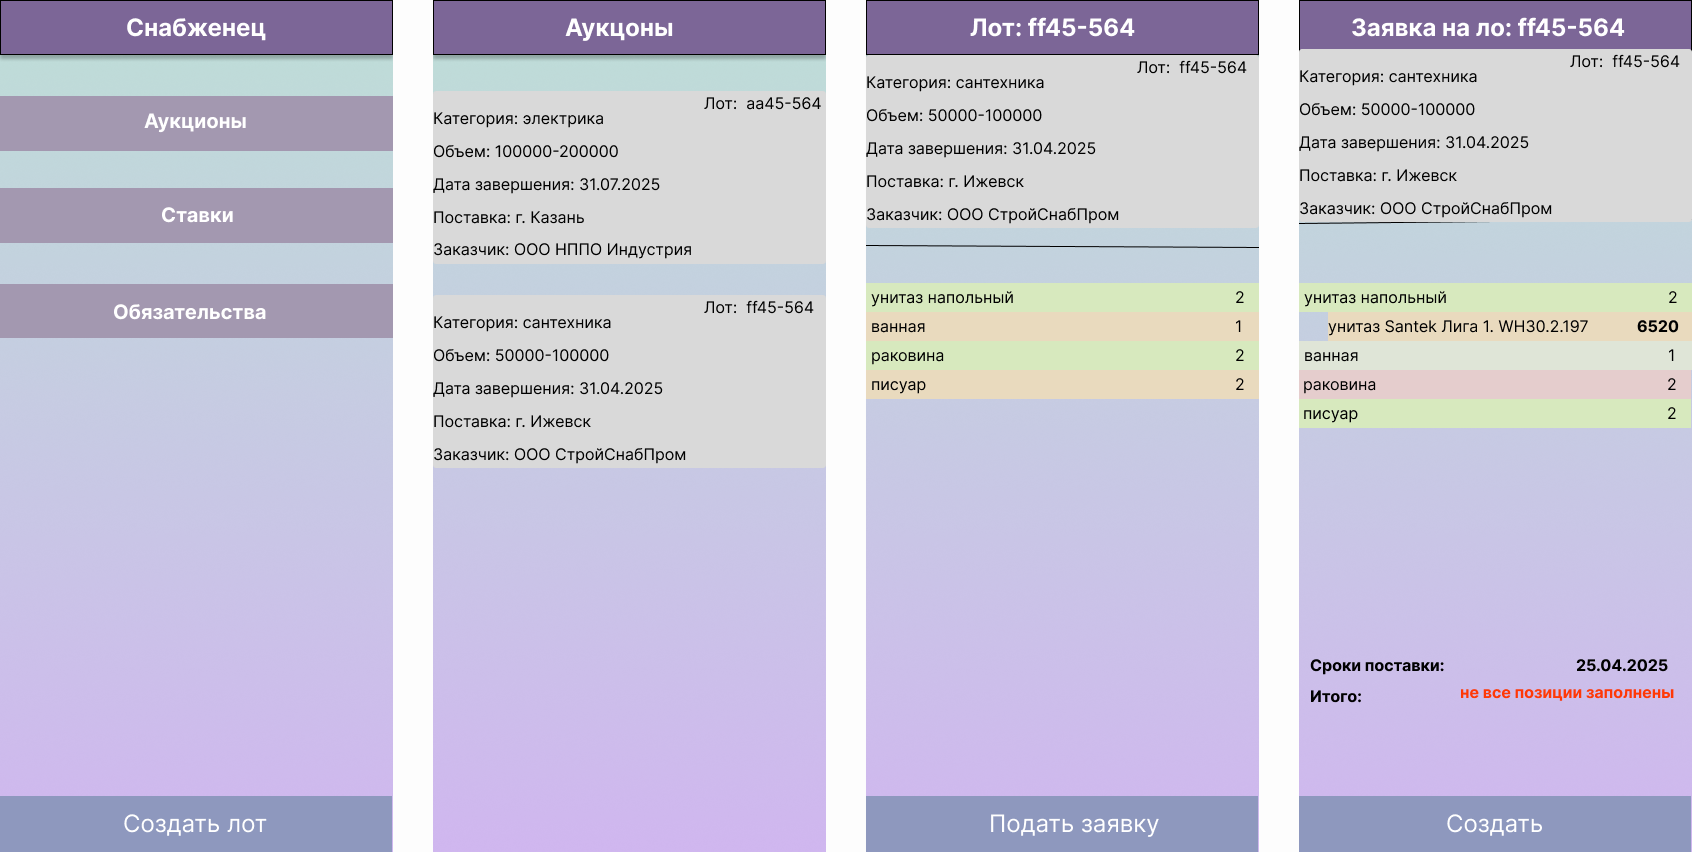 Снабженец
Аукционы
Ставки
Обязательства
Создать лот
Аукцоны
Лот: aa45-564
Категория: электрика
Объем: 100000-200000
Дата завершения: 31.07.2025
Поставка: г. Казань
Заказчик: ООО НППО Индустрия
Лот: ff45-564
Категория: сантехника
Объем: 50000-100000
Дата завершения: 31.04.2025
Поставка: г. Ижевск
Заказчик: ООО СтройСнабПром
Лот: ff45-564
Лот: ff45-564
Категория: сантехника
Объем: 50000-100000
Дата завершения: 31.04.2025
Поставка: г. Ижевск
Заказчик: ООО СтройСнабПром
унитаз напольный 2
ванная 1
раковина 2
писуар 2
Подать заявку
Заявка на ло: ff45-564
Лот: ff45-564
Категория: сантехника
Объем: 50000-100000
Дата завершения: 31.04.2025
Поставка: г. Ижевск
Заказчик: ООО СтройСнабПром
унитаз напольный 2
унитаз Santek Лига 1. WH30.2.197 6520
ванная 1
раковина 2
писуар 2
Сроки поставки: 25.04.2025
Итого: не все позиции заполнены
Создать